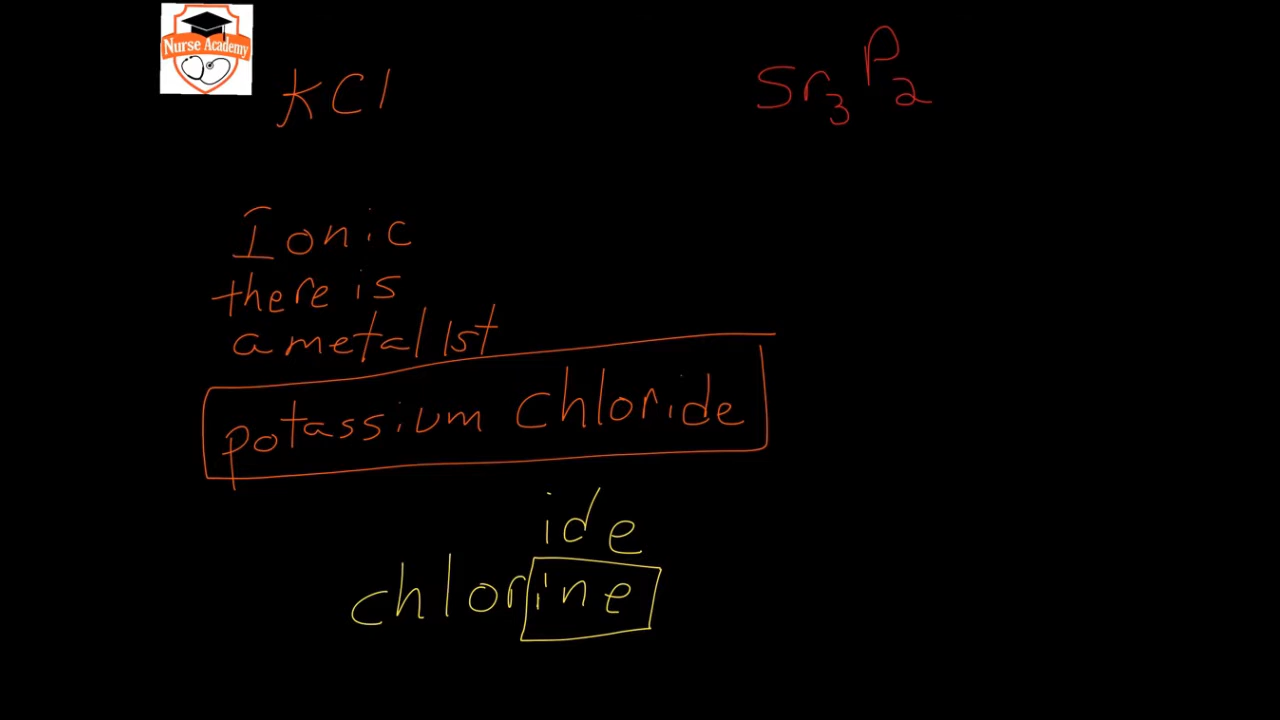 Nurse Academy
KCl
Sr3P2
Ionic
there is
a metal 1st
potassium Chloride
ide
chlorine